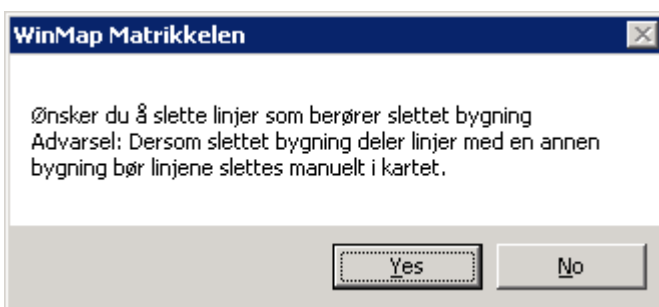 WinMap Matrikkelen
Ønsker du å slette linjer som berører slettet bygning
Advarsel: Dersom slettet bygning deler linjer med en annen
bygning bør linjene slettes manuelt i kartet.
Yes
No